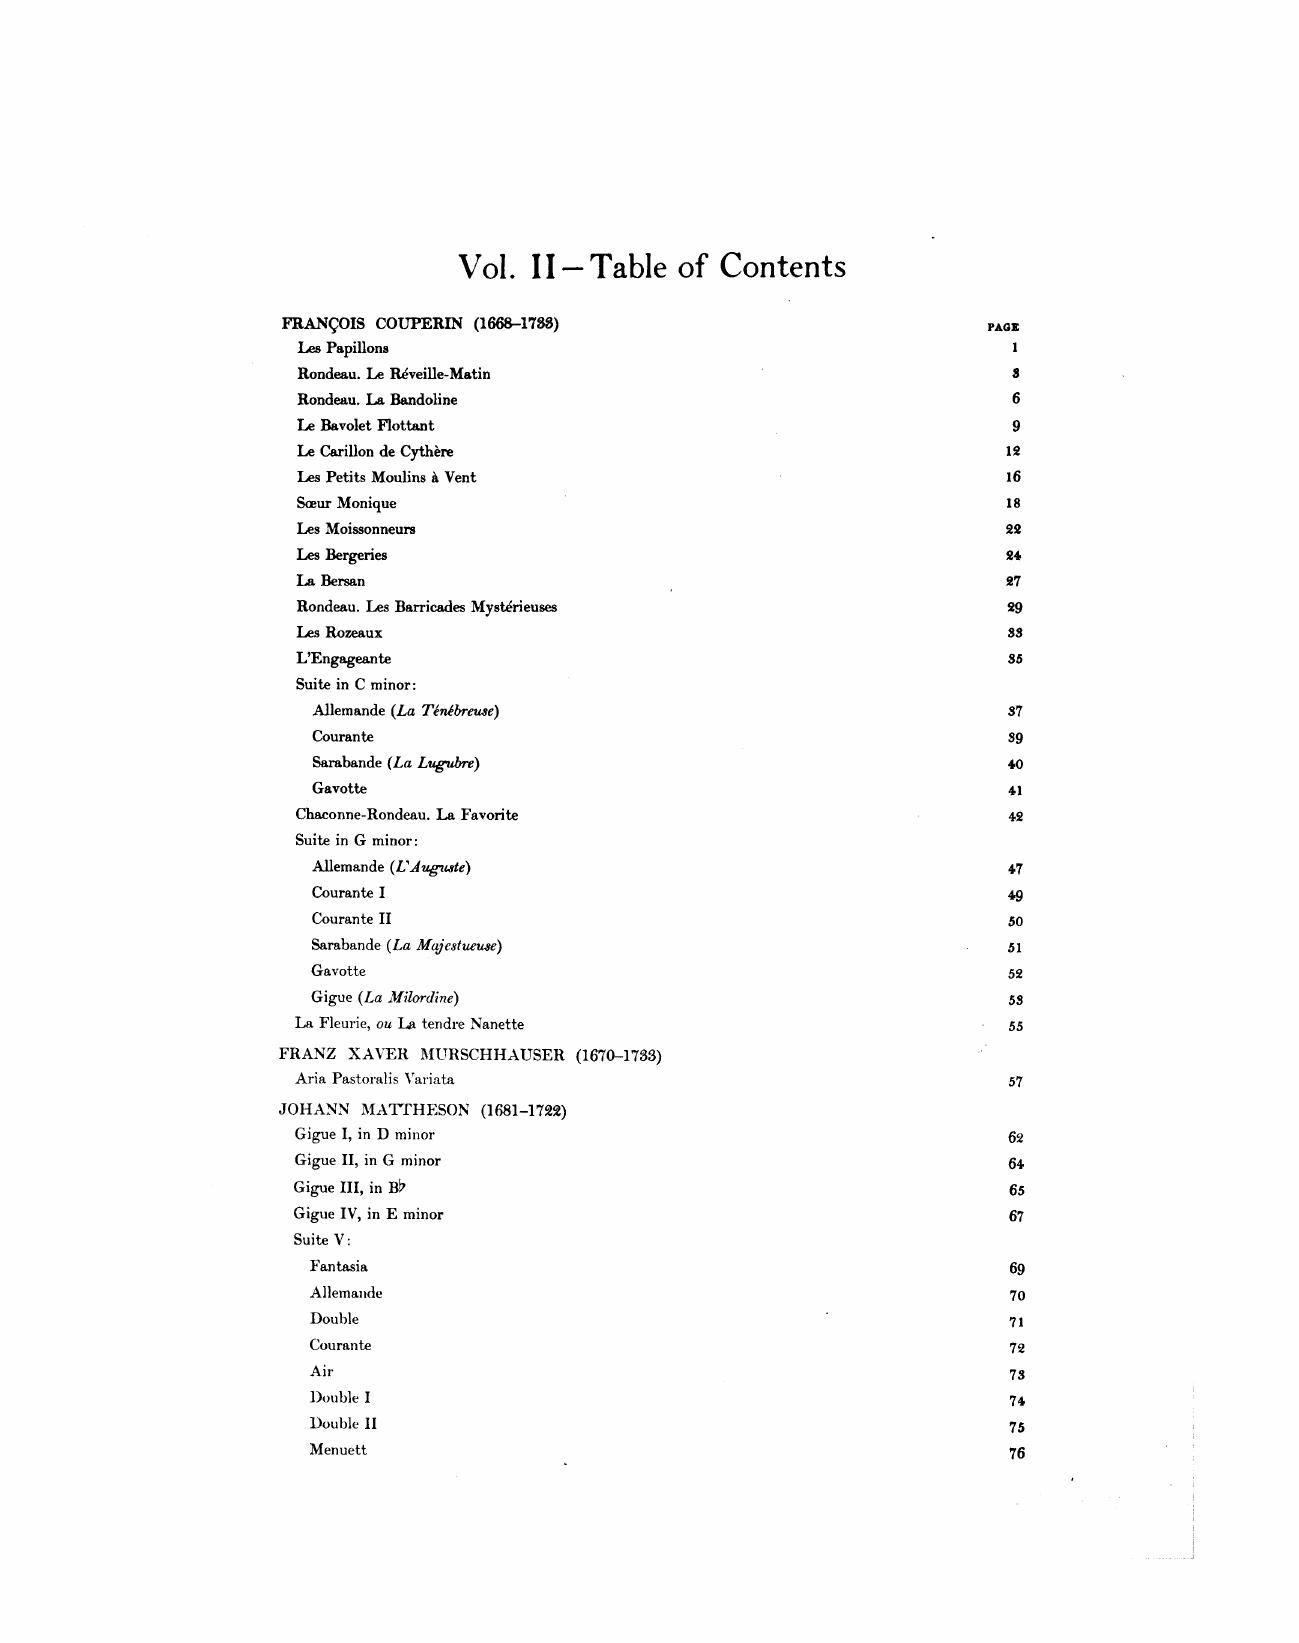 Vol. II—Table of Contents
FRANÇOIS COUPERIN (1668–1733) PAGE
Les Papillons 1
Rondeau. Le Réveille-Matin 3
Rondeau. La Bandoline 6
Le Bavolet Flottant 9
Le Carillon de Cythère 12
Les Petits Moulins à Vent 16
Sœur Monique 18
Les Moissonneurs 22
Les Bergeries 24
La Bersan 27
Rondeau. Les Barricades Mystérieuses 29
Les Rozeaux 33
L'Engageante 35
Suite in C minor:
Allemande (La Ténébreuse) 37
Courante 39
Sarabande (La Lugubre) 40
Gavotte 41
Chaconne-Rondeau. La Favorite 42
Suite in G minor:
Allemande (L'Auguste) 47
Courante I 49
Courante II 50
Sarabande (La Majestueuse) 51
Gavotte 52
Gigue (La Milordine) 53
La Fleurie, ou La tendre Nanette 55
FRANZ XAVER MURSCHHAUSER (1670–1733)
Aria Pastoralis Variata 57
JOHANN MATTHESON (1681–1722)
Gigue I, in D minor 62
Gigue II, in G minor 64
Gigue III, in B♭ 65
Gigue IV, in E minor 67
Suite V:
Fantasia 69
Allemande 70
Double 71
Courante 72
Air 73
Double I 74
Double II 75
Menuett 76